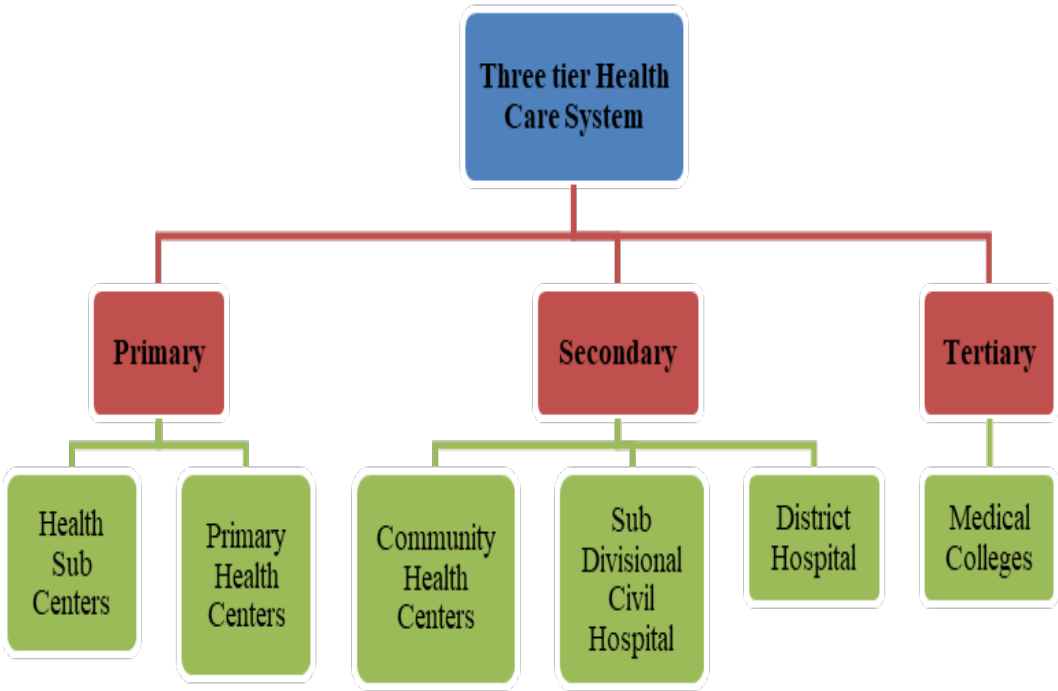 Three tier Health
Care System
Primary
Secondary
Tertiary
Health
Sub
Centers
Primary
Health
Centers
Community
Health
Centers
Sub
Divisional
Civil
Hospital
District
Hospital
Medical
Colleges